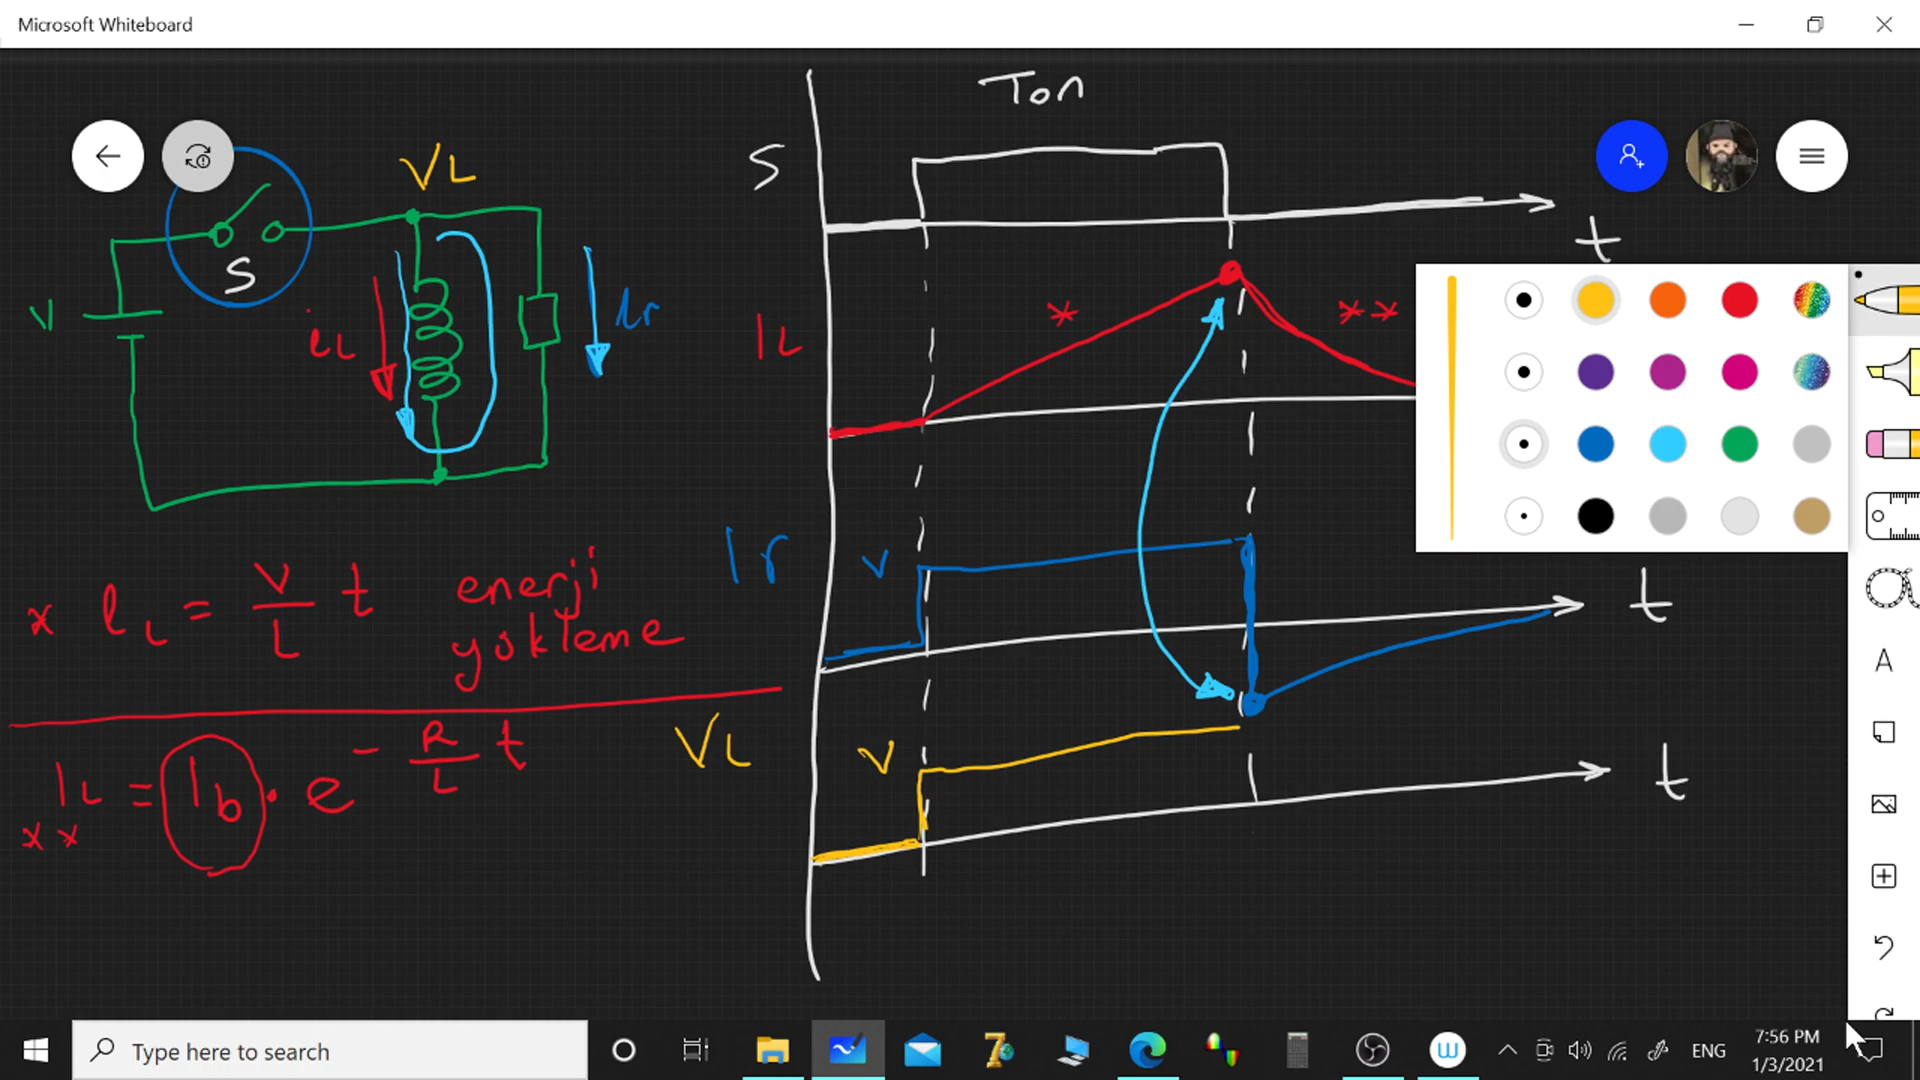 Microsoft Whiteboard
Ton
S
t
VL
S
V
iL
Ir
IL
*
**
Ir
V
t
* iL = V/L t enerji
yükleme
VL
V
t
IL = Ib . e - R/L t
**
A
Type here to search
ENG
7:56 PM
1/3/2021